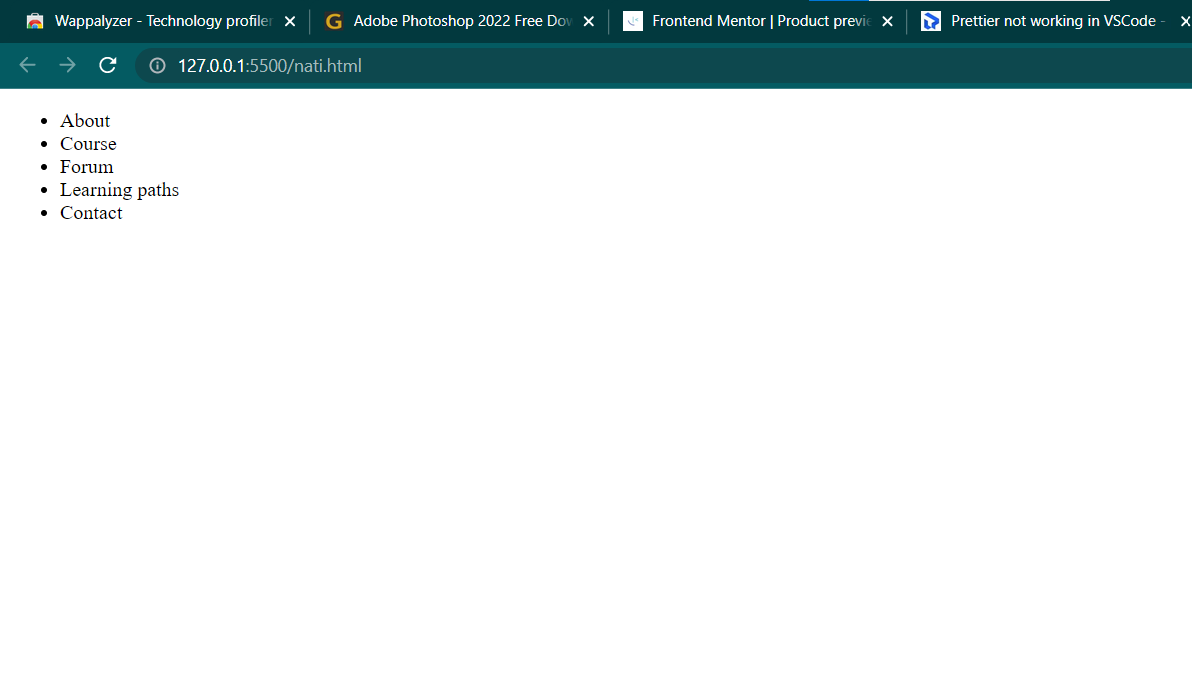 Wappalyzer - Technology profiler
Adobe Photoshop 2022 Free Dow
Frontend Mentor | Product previe
Prettier not working in VSCode -
127.0.0.1:5500/nati.html
About
Course
Forum
Learning paths
Contact